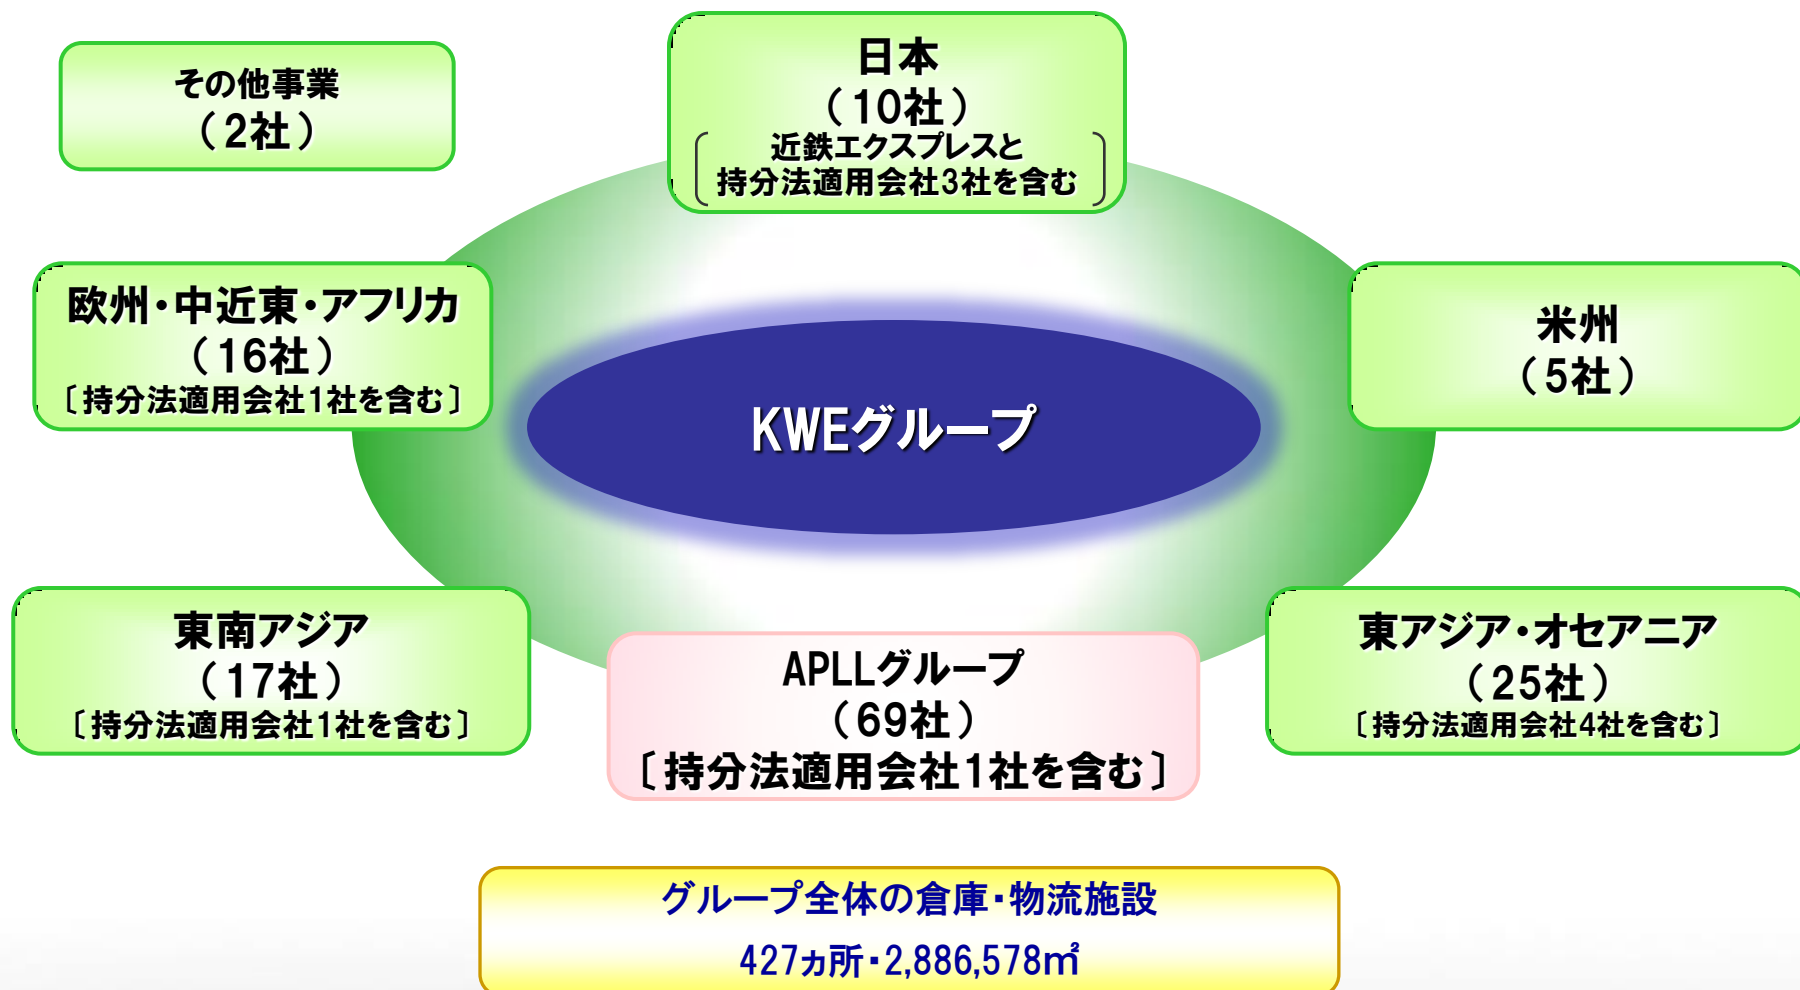 その他事業
（2社）
日本
（10社）
近鉄エクスプレスと
持分法適用会社3社を含む
欧州・中近東・アフリカ
（16社）
〔持分法適用会社1社を含む〕
米州
（5社）
KWEグループ
東南アジア
（17社）
〔持分法適用会社1社を含む〕
APLLグループ
（69社）
〔持分法適用会社1社を含む〕
東アジア・オセアニア
（25社）
〔持分法適用会社4社を含む〕
グループ全体の倉庫・物流施設
427ヵ所・2,886,578㎡